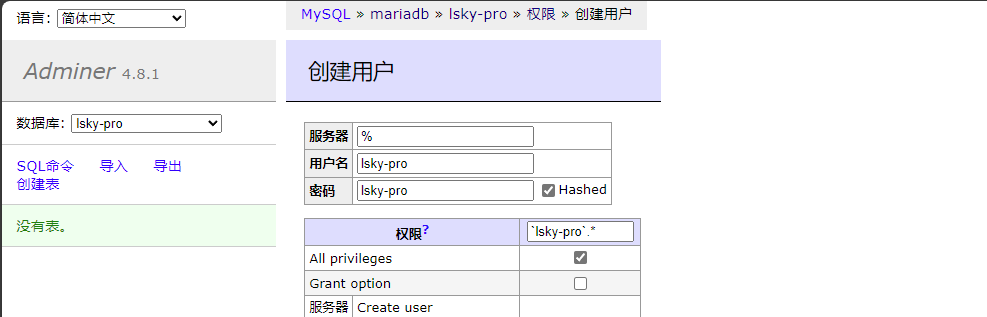 语言: 简体中文
MySQL » mariadb » lsky-pro » 权限 » 创建用户
Adminer 4.8.1
创建用户
数据库: lsky-pro
SQL命令 导入 导出
创建表
没有表。
服务器 %
用户名 lsky-pro
密码 lsky-pro Hashed
权限? `lsky-pro`.*
All privileges
Grant option
服务器 Create user